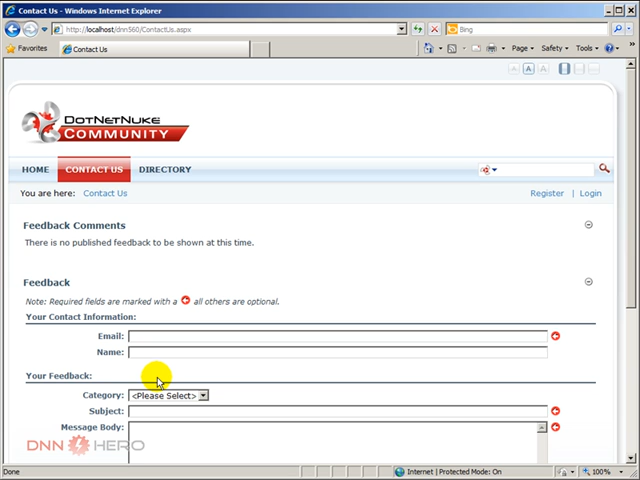 Contact Us - Windows Internet Explorer
http://localhost/dnn560/ContactUs.aspx
Bing
Favorites
Contact Us
Page
Safety
Tools
A A A
DOTNETNUKE
COMMUNITY
HOME CONTACT US DIRECTORY
You are here: Contact Us
Register | Login
Feedback Comments
There is no published feedback to be shown at this time.
Feedback
Note: Required fields are marked with a all others are optional.
Your Contact Information:
Email:
Name:
Your Feedback:
Category: <Please Select>
Subject:
Message Body:
DNN HERO
Done
Internet | Protected Mode: On
100%